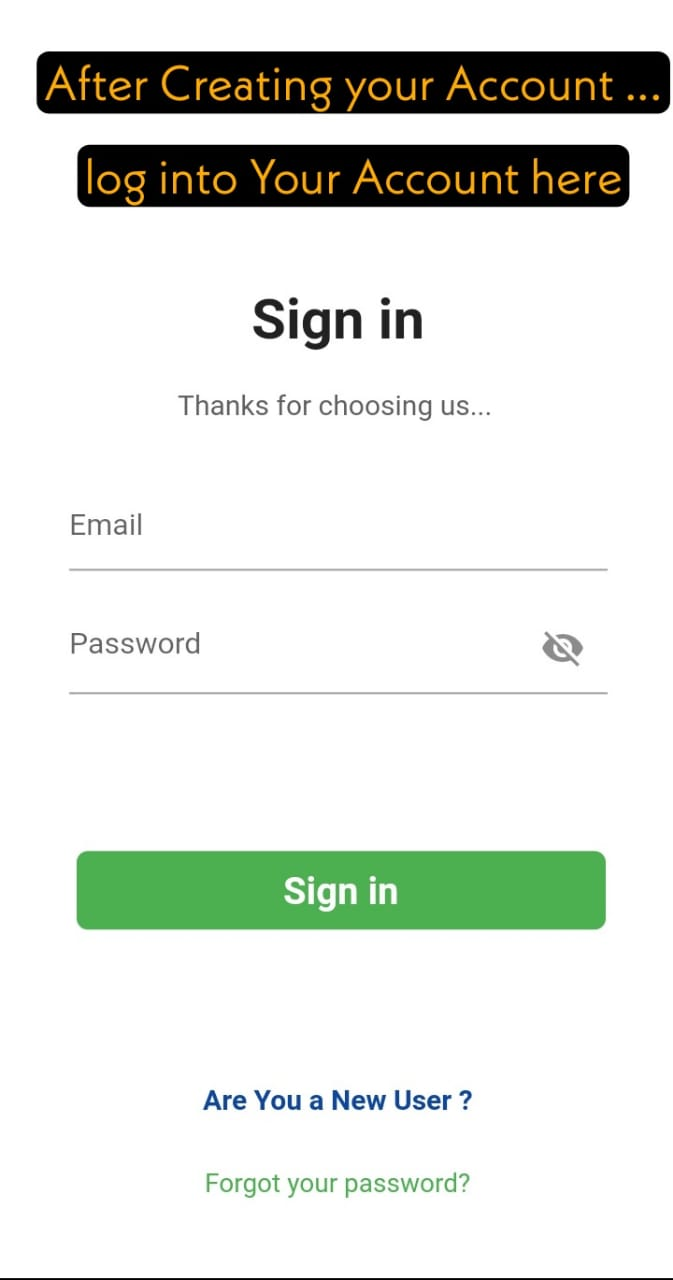 After Creating your Account ...
log into Your Account here
Sign in
Thanks for choosing us...
Email
Password
Sign in
Are You a New User ?
Forgot your password?